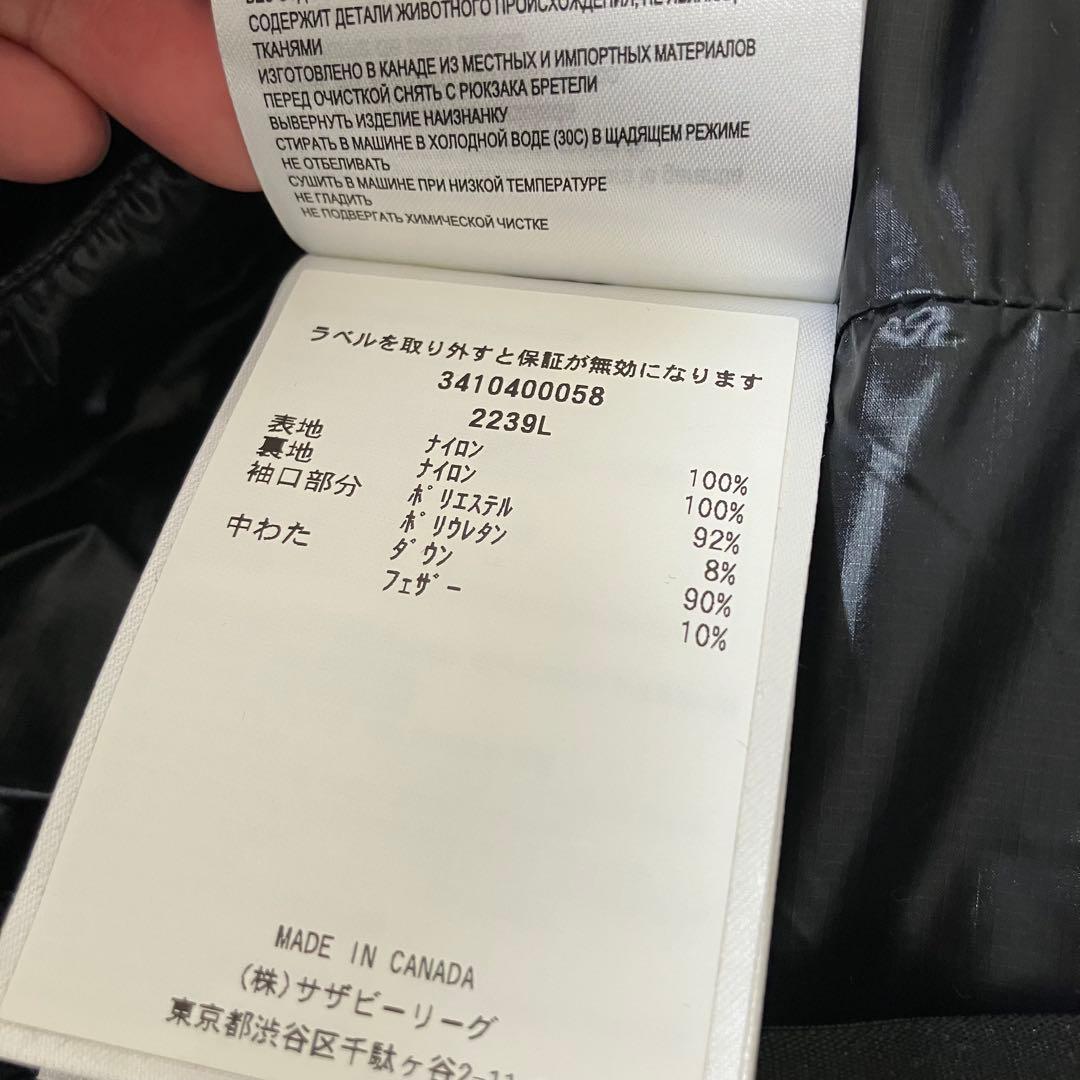 СОДЕРЖИТ ДЕТАЛИ ЖИВОТНОГО ПРОИСХОЖДЕНИЯ, НЕ
ТКАНЯМИ
ИЗГОТОВЛЕНО В КАНАДЕ ИЗ МЕСТНЫХ И ИМПОРТНЫХ МАТЕРИАЛОВ
ПЕРЕД ОЧИСТКОЙ СНЯТЬ С РЮКЗАКА БРЕТЕЛИ
ВЫВЕРНУТЬ ИЗДЕЛИЕ НАИЗНАНКУ
СТИРАТЬ В МАШИНЕ В ХОЛОДНОЙ ВОДЕ (30С) В ЩАДЯЩЕМ РЕЖИМЕ
НЕ ОТБЕЛИВАТЬ
СУШИТЬ В МАШИНЕ ПРИ НИЗКОЙ ТЕМПЕРАТУРЕ
НЕ ГЛАДИТЬ
НЕ ПОДВЕРГАТЬ ХИМИЧЕСКОЙ ЧИСТКЕ
ラベルを取り外すと保証が無効になります
3410400058
2239L
表地 ﾅｲﾛﾝ 100%
裏地 ﾅｲﾛﾝ 100%
袖口部分 ﾎﾟﾘｴｽﾃﾙ 92%
ﾎﾟﾘｳﾚﾀﾝ 8%
中わた ﾀﾞｳﾝ 90%
ﾌｪｻﾞｰ 10%
MADE IN CANADA
(株)サザビーリーグ
東京都渋谷区千駄ヶ谷2-11